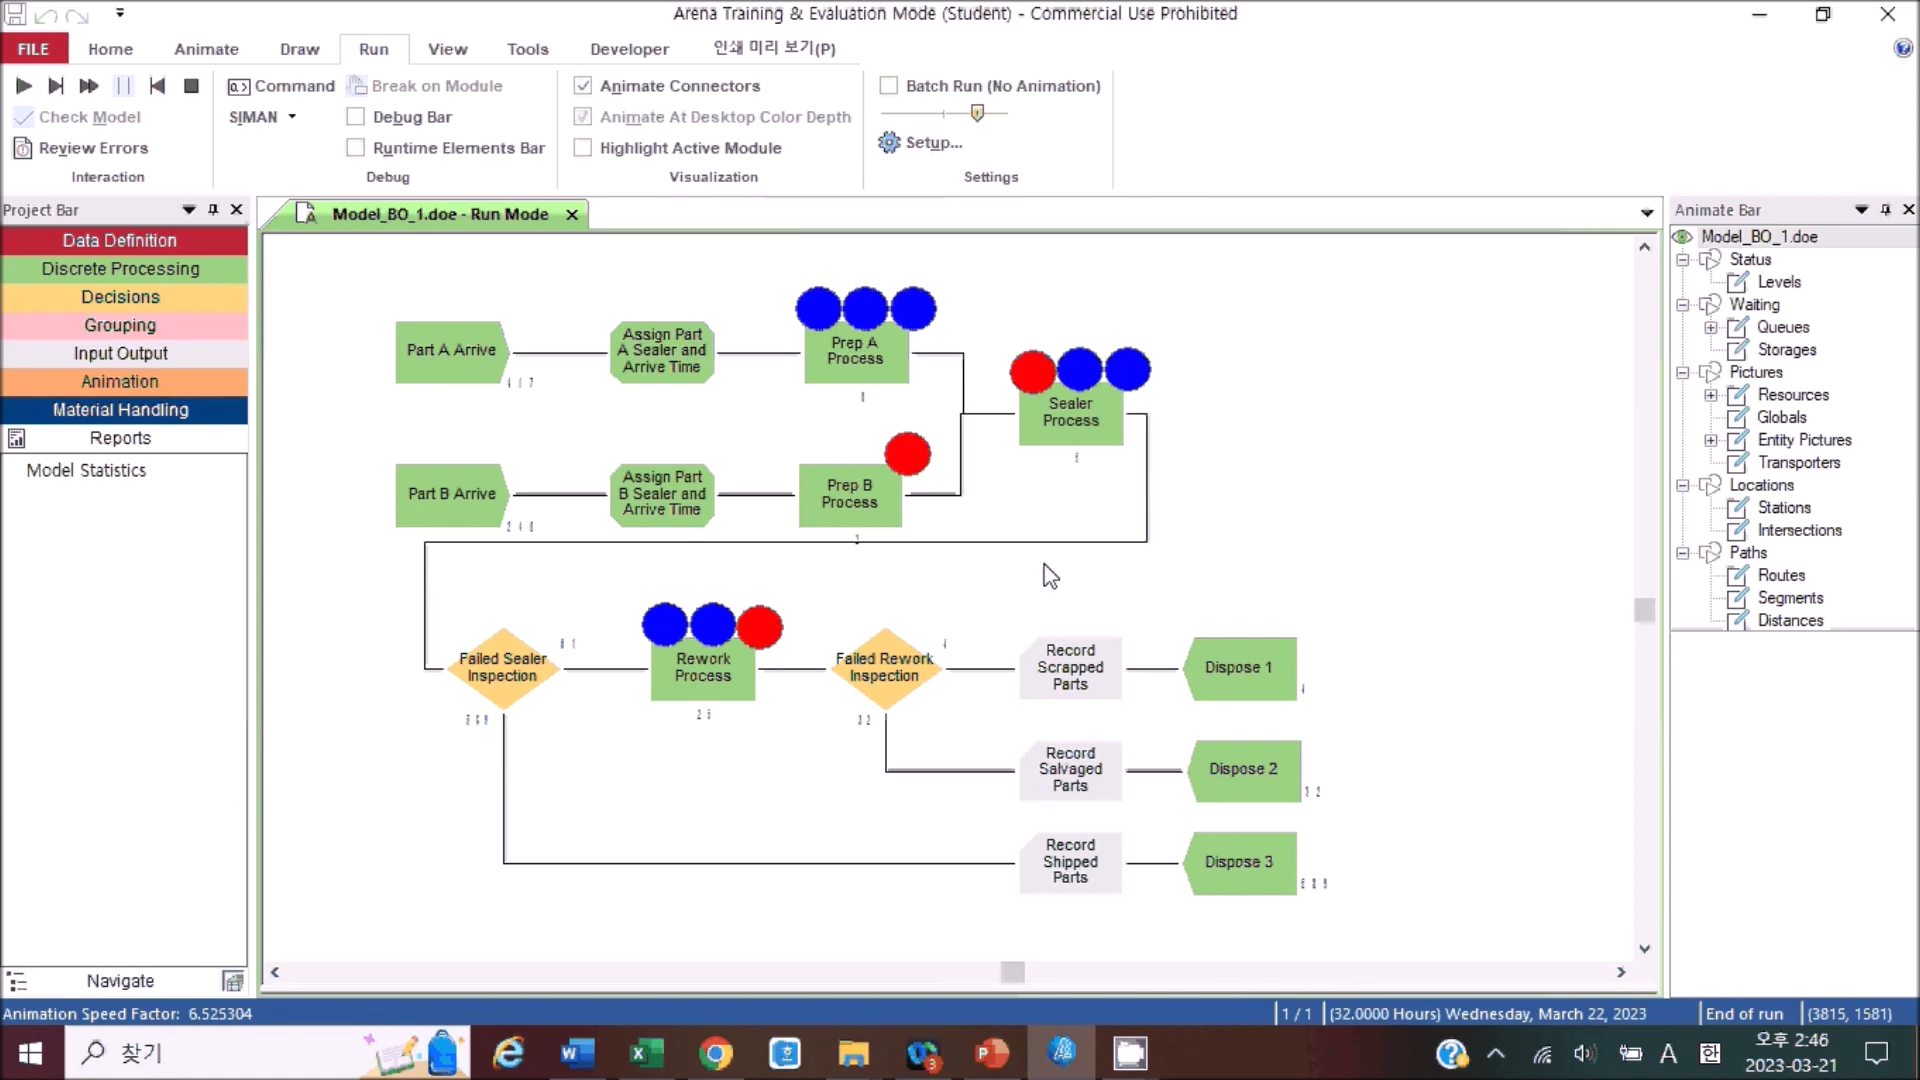 Arena Training & Evaluation Mode (Student) - Commercial Use Prohibited
FILE Home Animate Draw Run View Tools Developer 인쇄 미리 보기(P)
Command
Break on Module
Animate Connectors
Batch Run (No Animation)
Check Model
SIMAN
Debug Bar
Animate At Desktop Color Depth
Review Errors
Runtime Elements Bar
Highlight Active Module
Setup...
Interaction
Debug
Visualization
Settings
Project Bar
Data Definition
Discrete Processing
Decisions
Grouping
Input Output
Animation
Material Handling
Reports
Model Statistics
Navigate
Model_BO_1.doe - Run Mode
Part A Arrive
Assign Part
A Sealer and
Arrive Time
Prep A
Process
Sealer
Process
Part B Arrive
Assign Part
B Sealer and
Arrive Time
Prep B
Process
Failed Sealer
Inspection
Rework
Process
Failed Rework
Inspection
Record
Scrapped
Parts
Dispose 1
Record
Salvaged
Parts
Dispose 2
Record
Shipped
Parts
Dispose 3
Animate Bar
Model_BO_1.doe
Status
Levels
Waiting
Queues
Storages
Pictures
Resources
Globals
Entity Pictures
Transporters
Locations
Stations
Intersections
Paths
Routes
Segments
Distances
Animation Speed Factor: 6.525304
1 / 1
(32.0000 Hours) Wednesday, March 22, 2023
End of run
(3815, 1581)
찾기
A
한
오후 2:46
2023-03-21